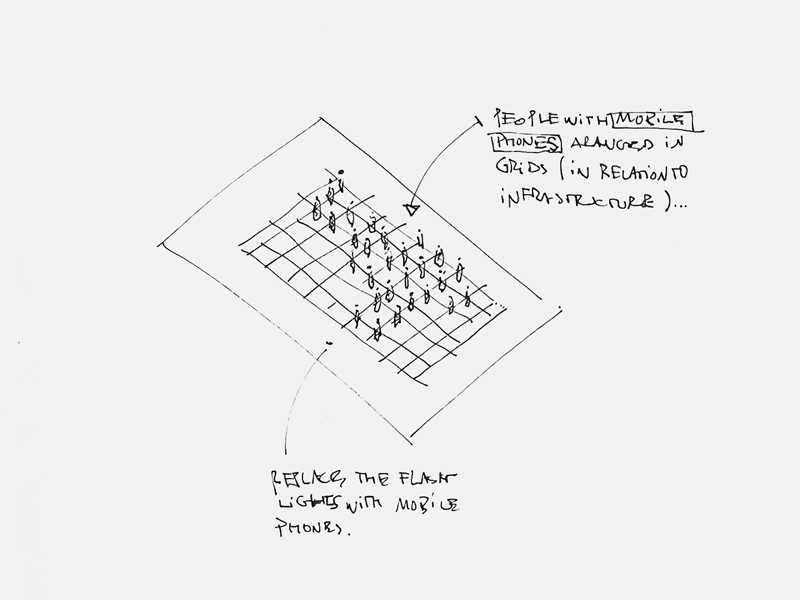 PEOPLE WITH MOBILE
PHONES ARANGED IN
GRIDS (IN RELATION TO
INFRASTRUCTURE)...
REPLACE THE FLASH
LIGHTS WITH MOBILE
PHONES.